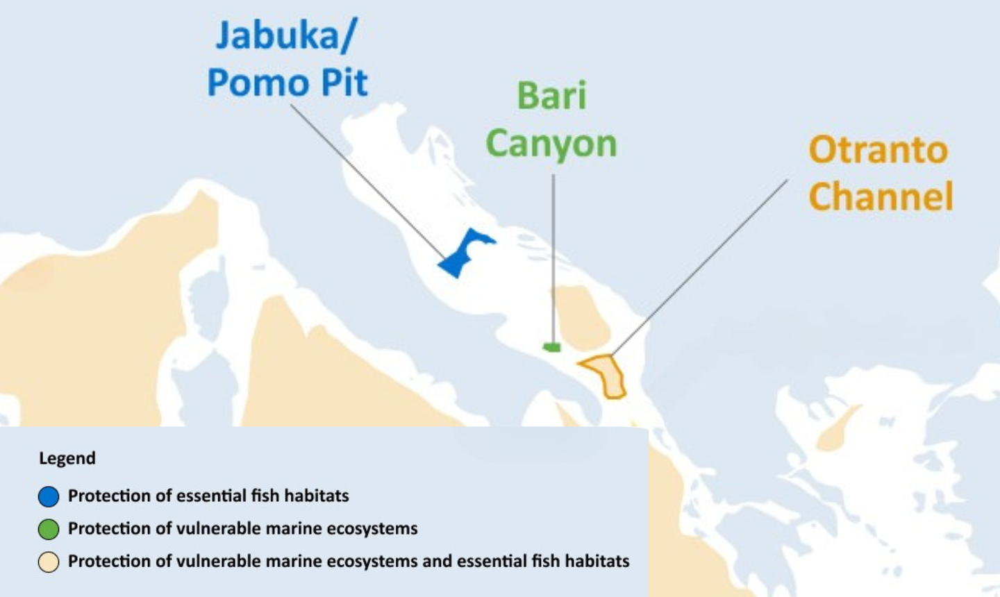 Jabuka/
Pomo Pit
Bari
Canyon
Otranto
Channel
Legend
Protection of essential fish habitats
Protection of vulnerable marine ecosystems
Protection of vulnerable marine ecosystems and essential fish habitats